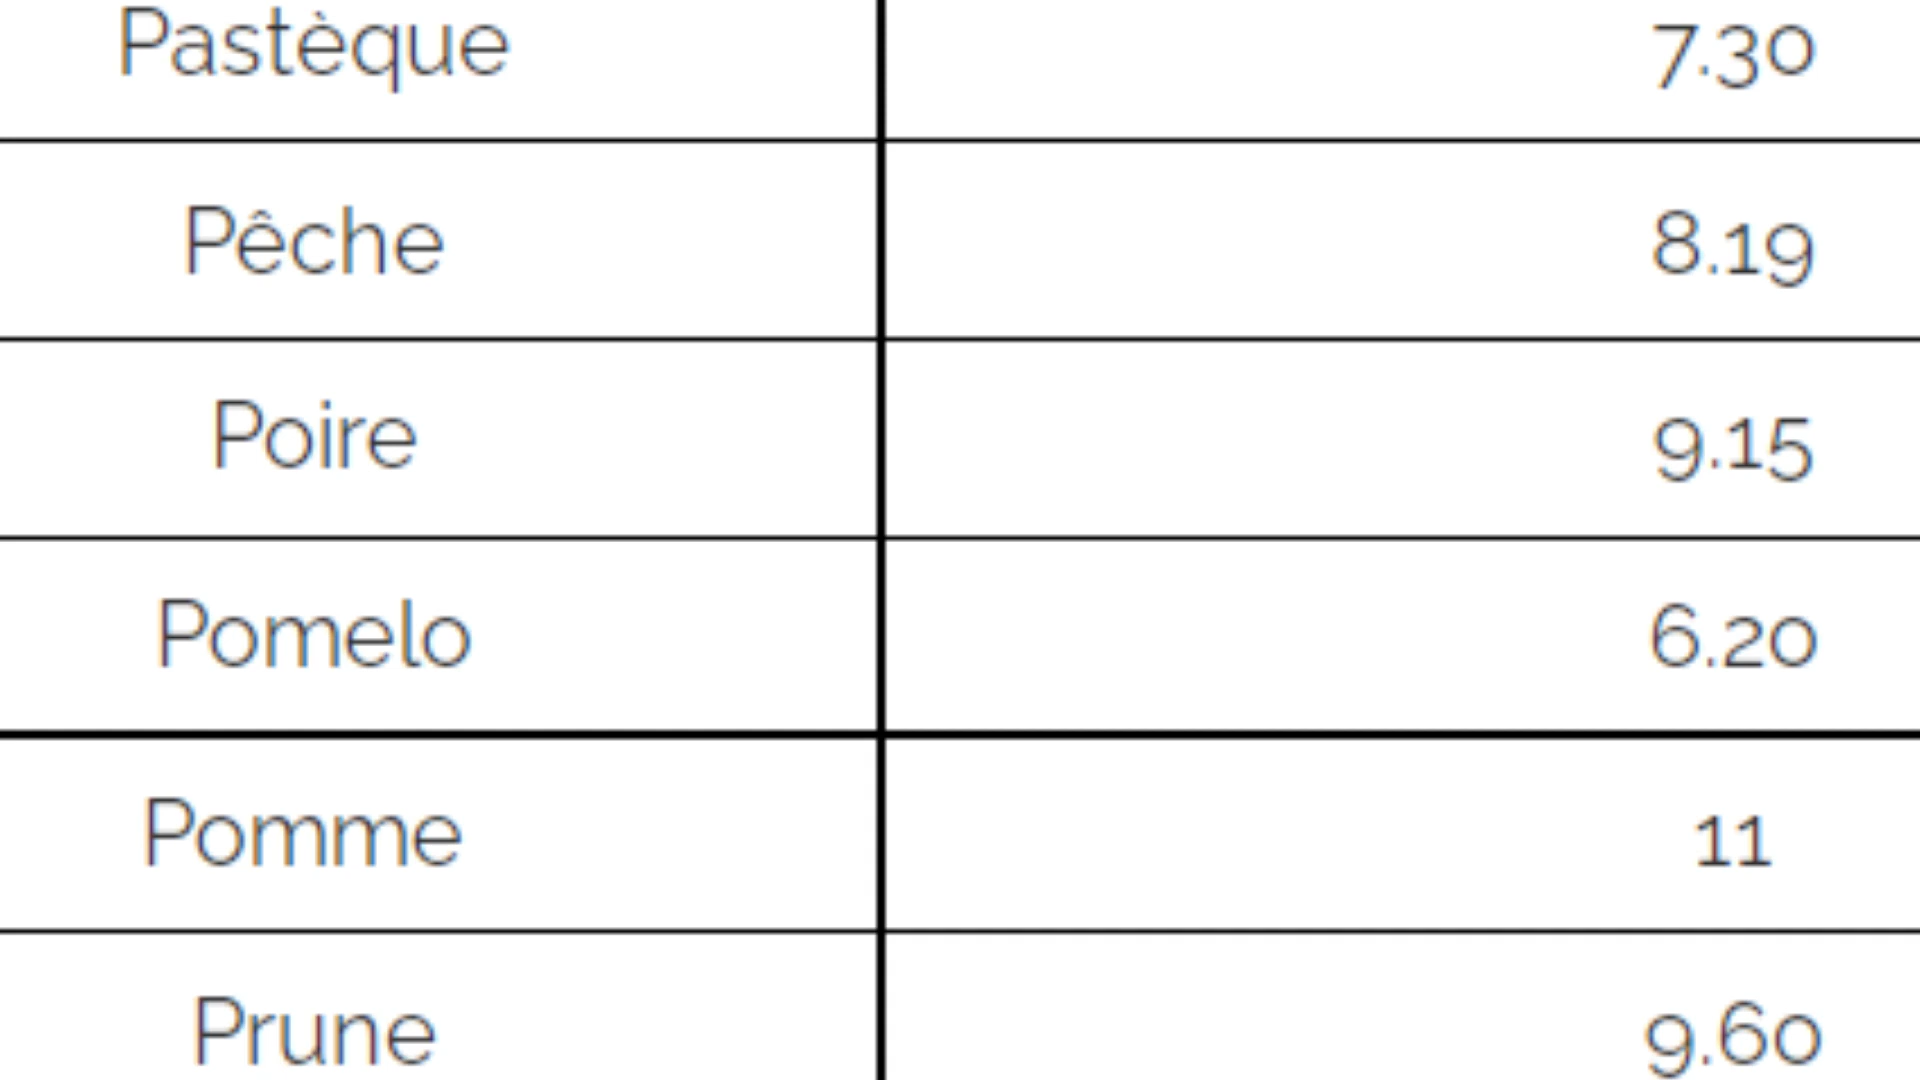 Pastèque 7.30
Pêche 8.19
Poire 9.15
Pomelo 6.20
Pomme 11
Prune 9.60